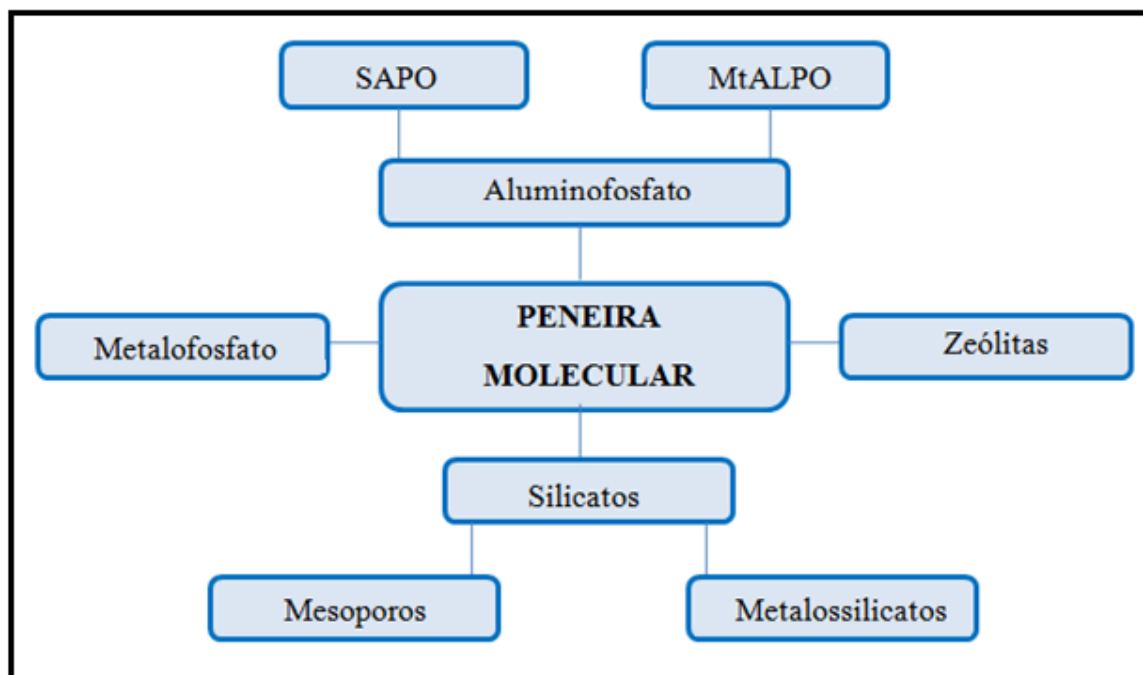 SAPO
MtALPO
Aluminofosfato
PENEIRA
MOLECULAR
Metalofosfato
Zeólitas
Silicatos
Mesoporos
Metalossilicatos